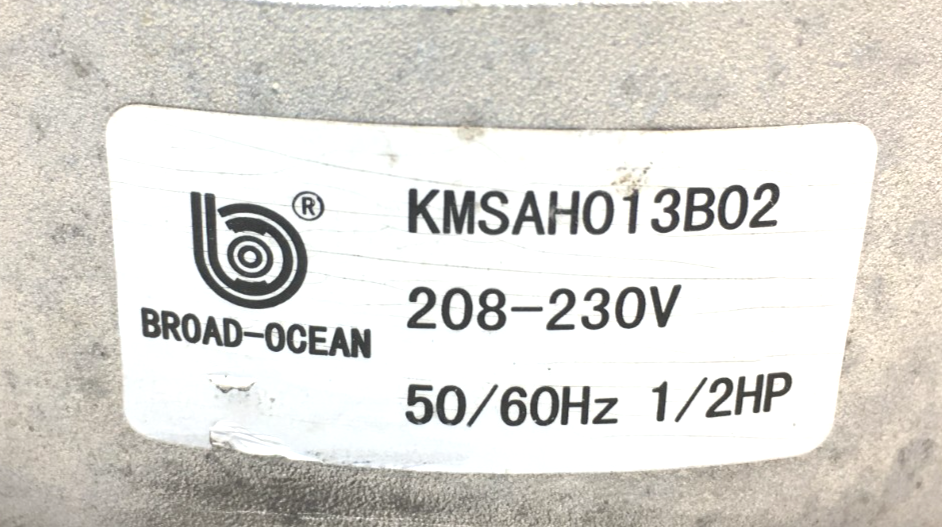 ®
BROAD-OCEAN
KMSAH013B02
208-230V
50/60Hz 1/2HP